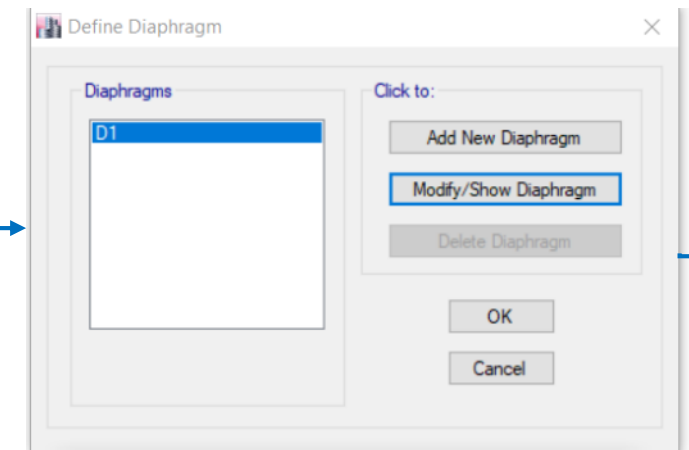 Define Diaphragm
Diaphragms
D1
Click to:
Add New Diaphragm
Modify/Show Diaphragm
Delete Diaphragm
OK
Cancel